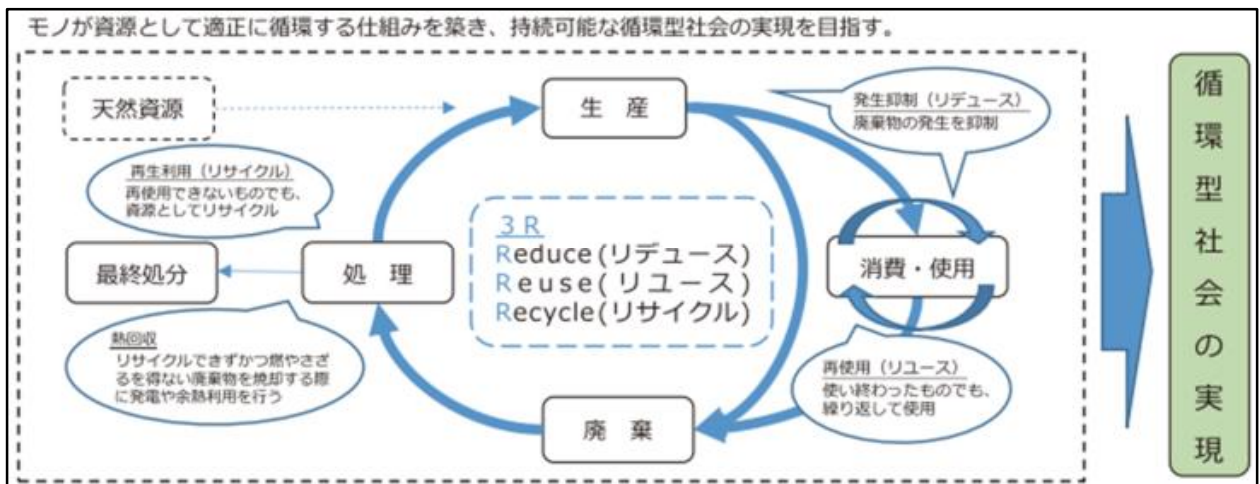 モノが資源として適正に循環する仕組みを築き、持続可能な循環型社会の実現を目指す。
天然資源
生 産
発生抑制（リデュース）
廃棄物の発生を抑制
再生利用（リサイクル）
再使用できないものでも、
資源としてリサイクル
３Ｒ
Reduce(リデュース)
Reuse(リユース)
Recycle(リサイクル)
最終処分
処 理
消費・使用
熱回収
リサイクルできずかつ燃やさざ
るを得ない廃棄物を焼却する際
に発電や余熱利用を行う
再使用（リユース）
使い終わったものでも、
繰り返して使用
廃 棄
循環型社会の実現